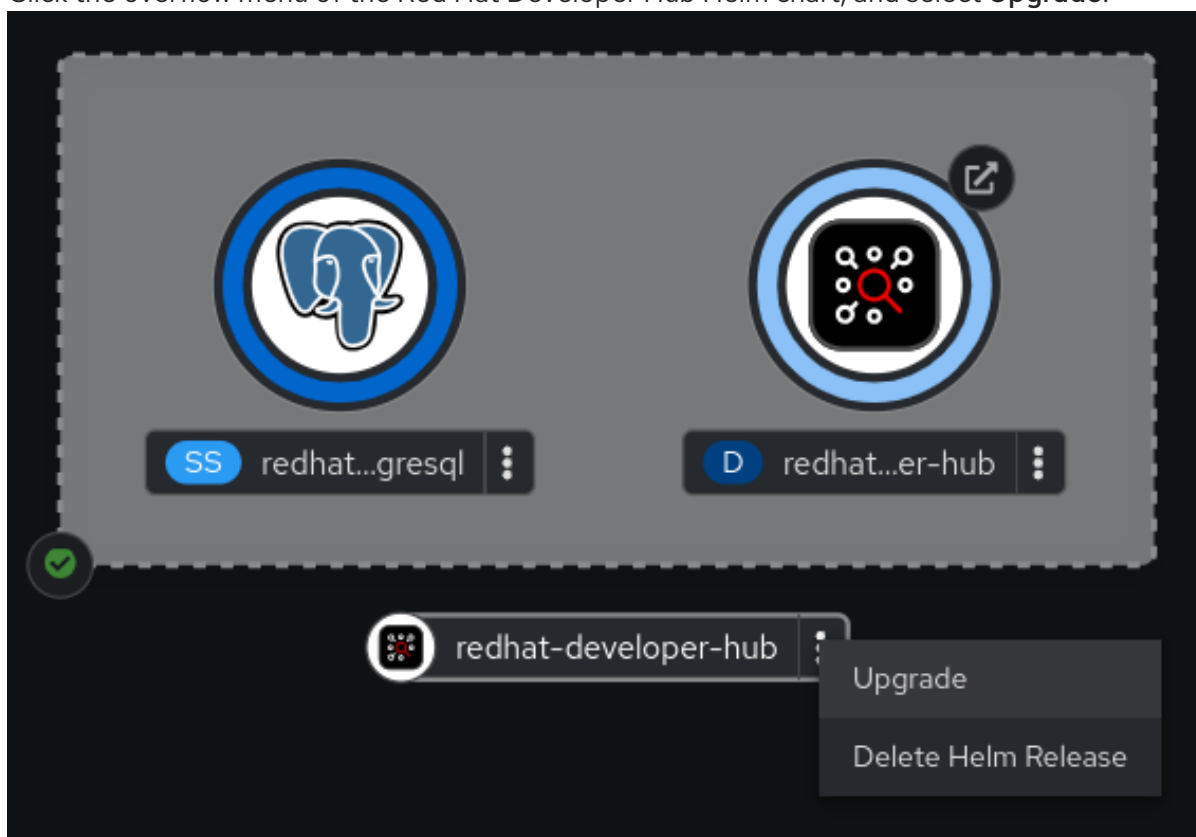 Click the overflow menu of the Red Hat Developer Hub Helm chart, and select Upgrade.
SS redhat...gresql
D redhat...er-hub
redhat-developer-hub
Upgrade
Delete Helm Release